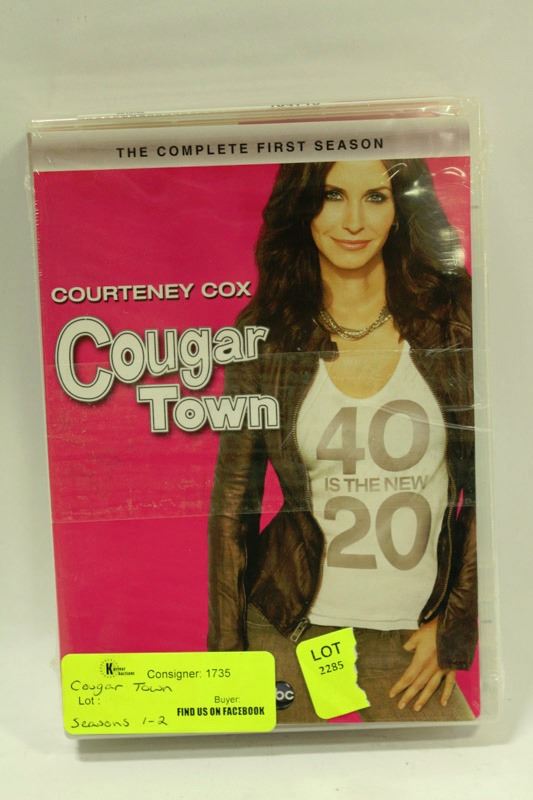 THE COMPLETE FIRST SEASON
COURTENEY COX
Cougar
TOWN
40
IS THE NEW
20
LOT
2285
Consigner: 1735
Cougar Town
Lot :
Buyer:
FIND US ON FACEBOOK
Seasons 1-2